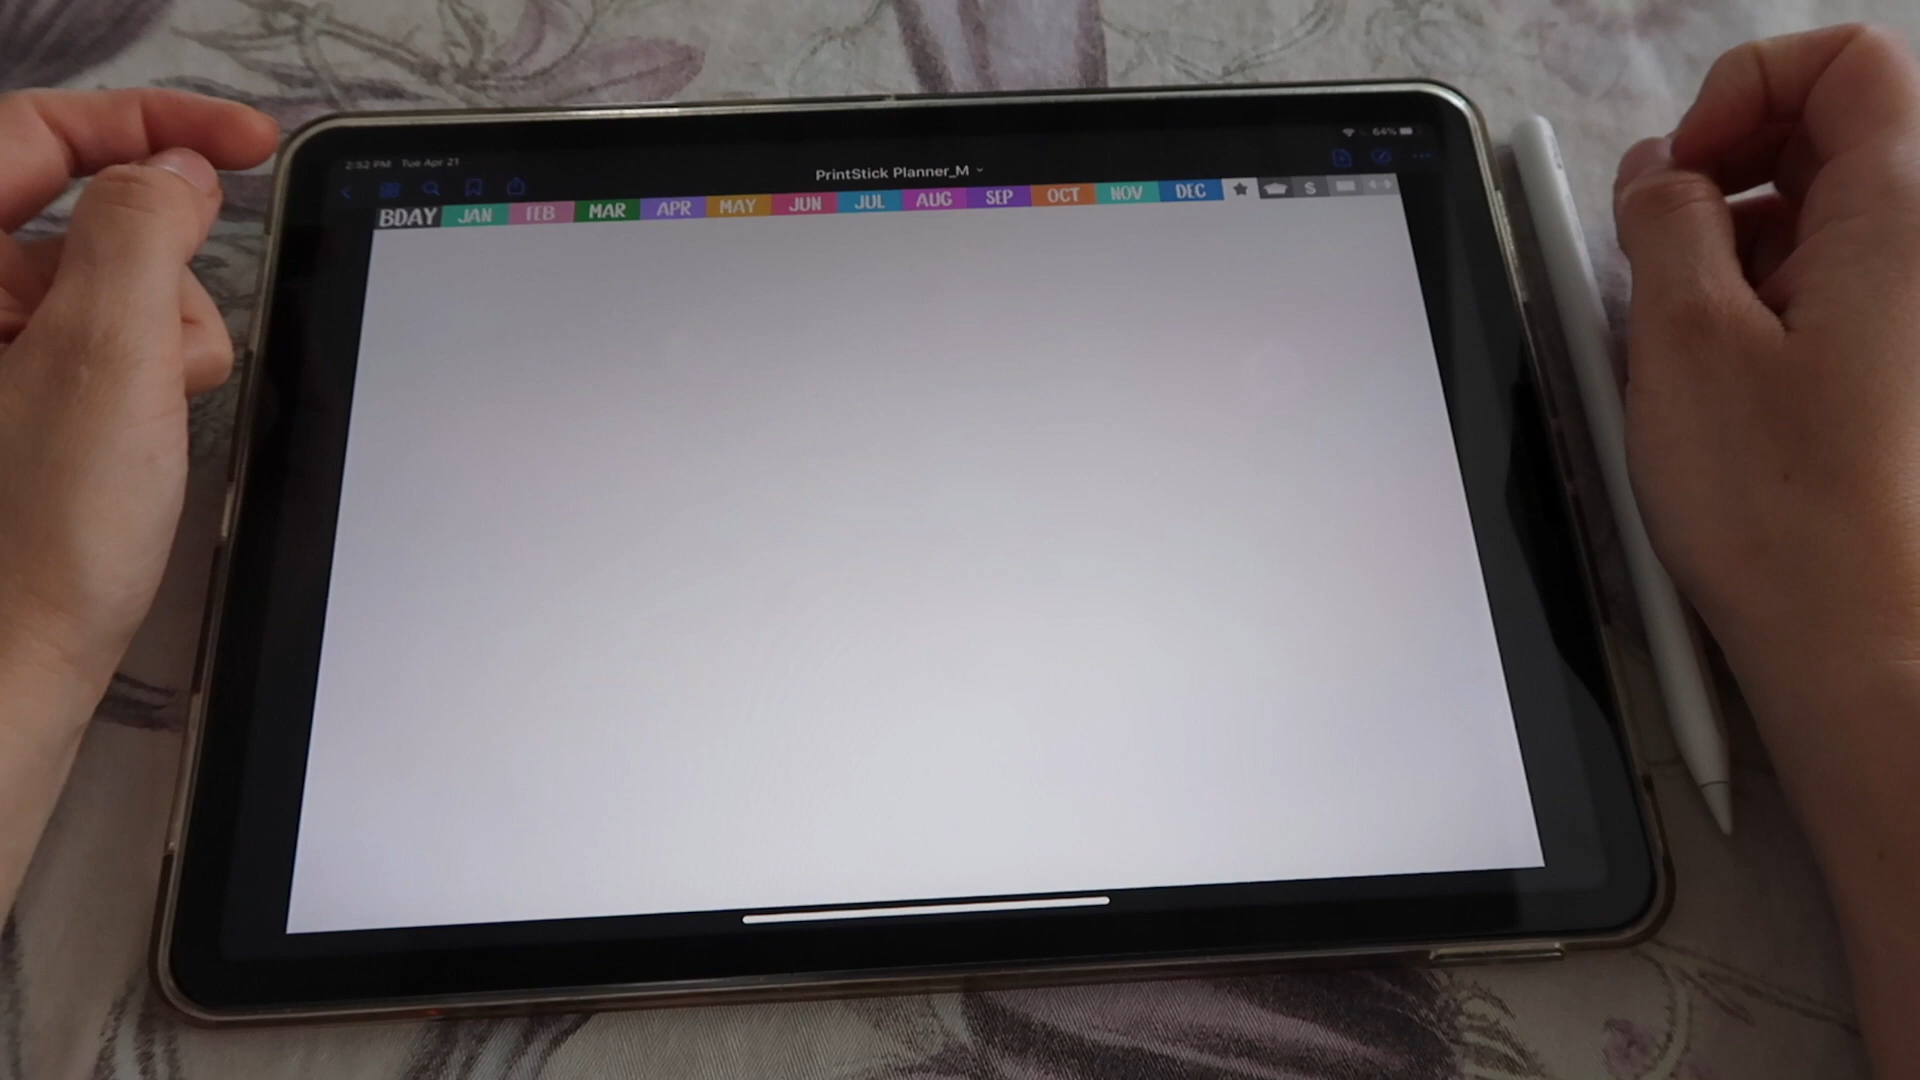 2:52 PM Tue Apr 21
64%
PrintStick Planner_M
BDAY JAN FEB MAR APR MAY JUN JUL AUG SEP OCT NOV DEC $